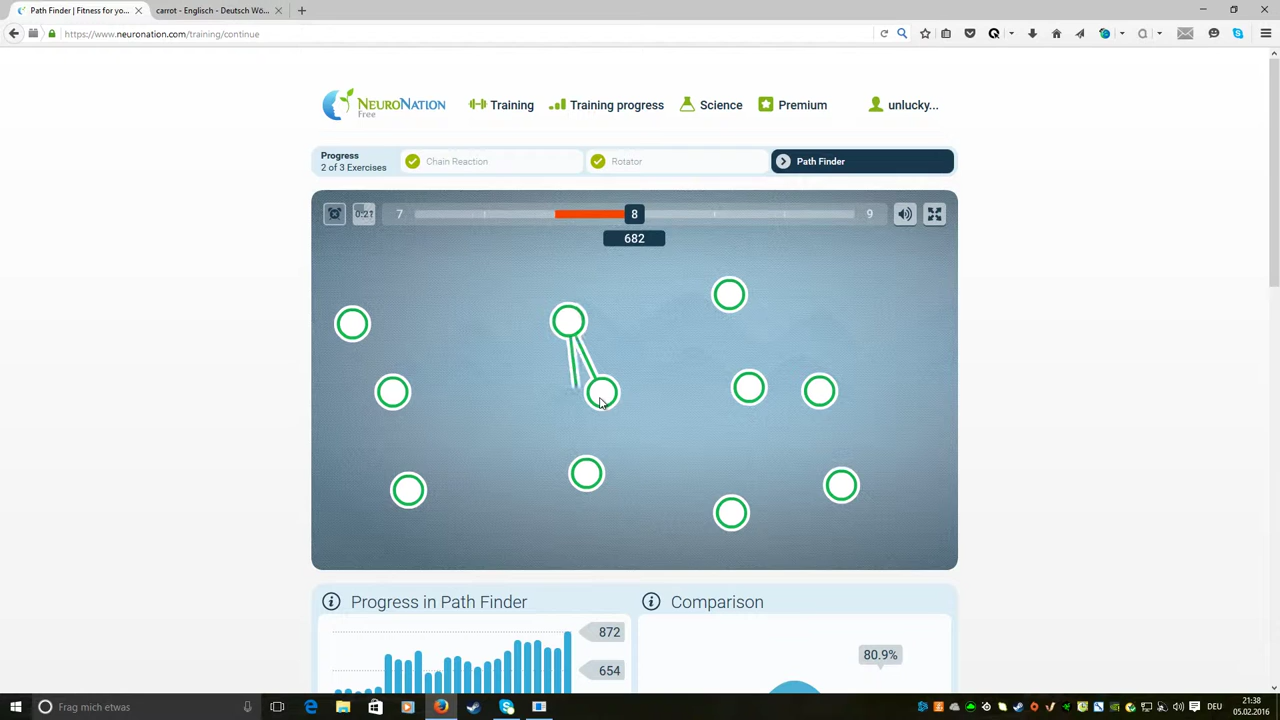 Path Finder | Fitness for yo...
carrot - Englisch - Deutsch Wö...
https://www.neuronation.com/training/continue
NEURONATION
Free
Training
Training progress
Science
Premium
unlucky...
Progress
2 of 3 Exercises
Chain Reaction
Rotator
Path Finder
0:21
7
8
9
682
Progress in Path Finder
Comparison
872
654
80.9%
Frag mich etwas
DEU
21:38
05.02.2016